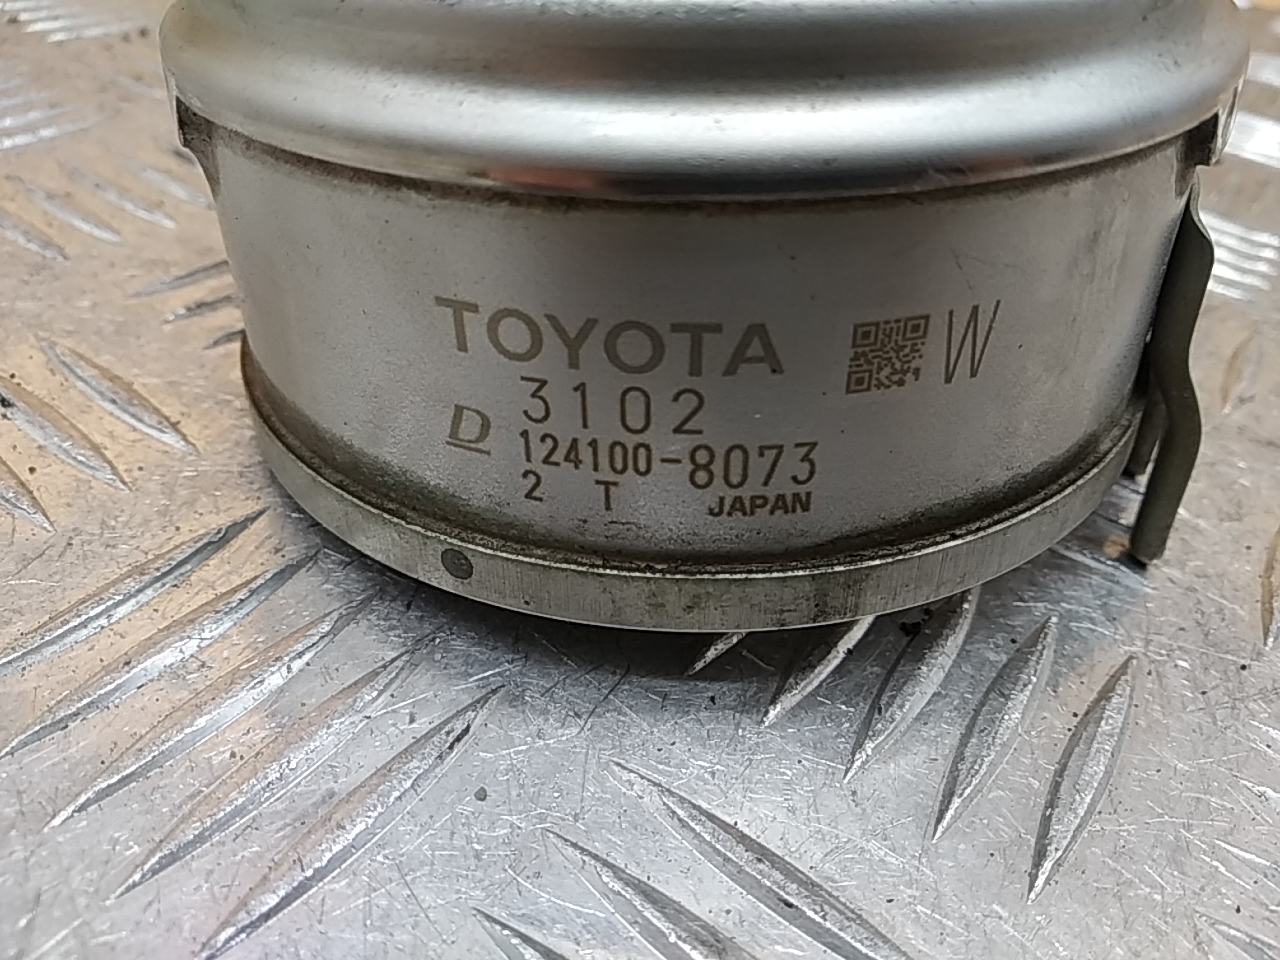 TOYOTA W
3102
D 124100-8073
2 T JAPAN